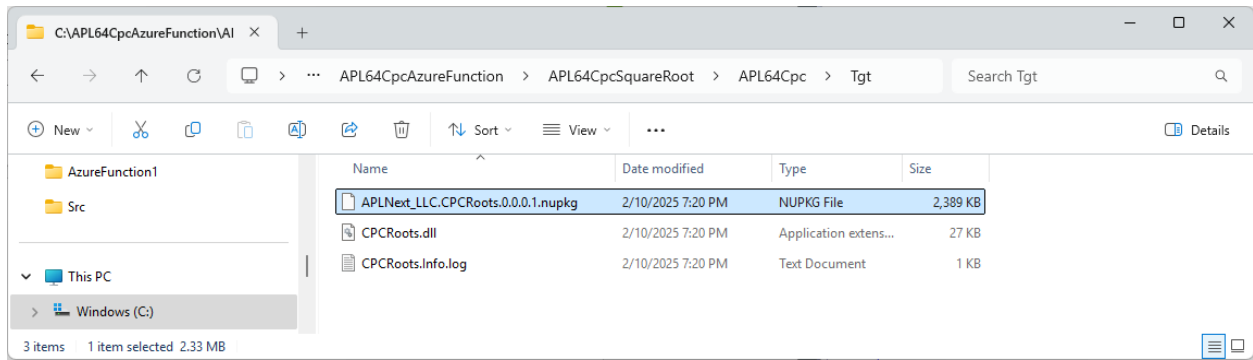 C:\APL64CpcAzureFunction\Al
··· APL64CpcAzureFunction > APL64CpcSquareRoot > APL64Cpc > Tgt Search Tgt
New Sort View ··· Details
AzureFunction1
Src
This PC
Windows (C:)
Name Date modified Type Size
APLNext_LLC.CPCRoots.0.0.0.1.nupkg 2/10/2025 7:20 PM NUPKG File 2,389 KB
CPCRoots.dll 2/10/2025 7:20 PM Application extens... 27 KB
CPCRoots.Info.log 2/10/2025 7:20 PM Text Document 1 KB
3 items 1 item selected 2.33 MB